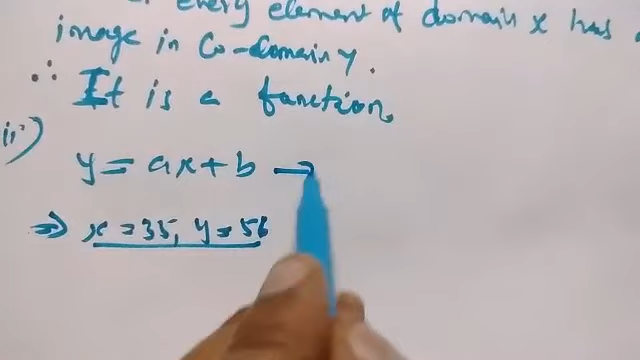 every element of domain x has
image in Co-domain y.
∴ It is a function.
ii)
y = ax + b →
⇒ x = 35, y = 56